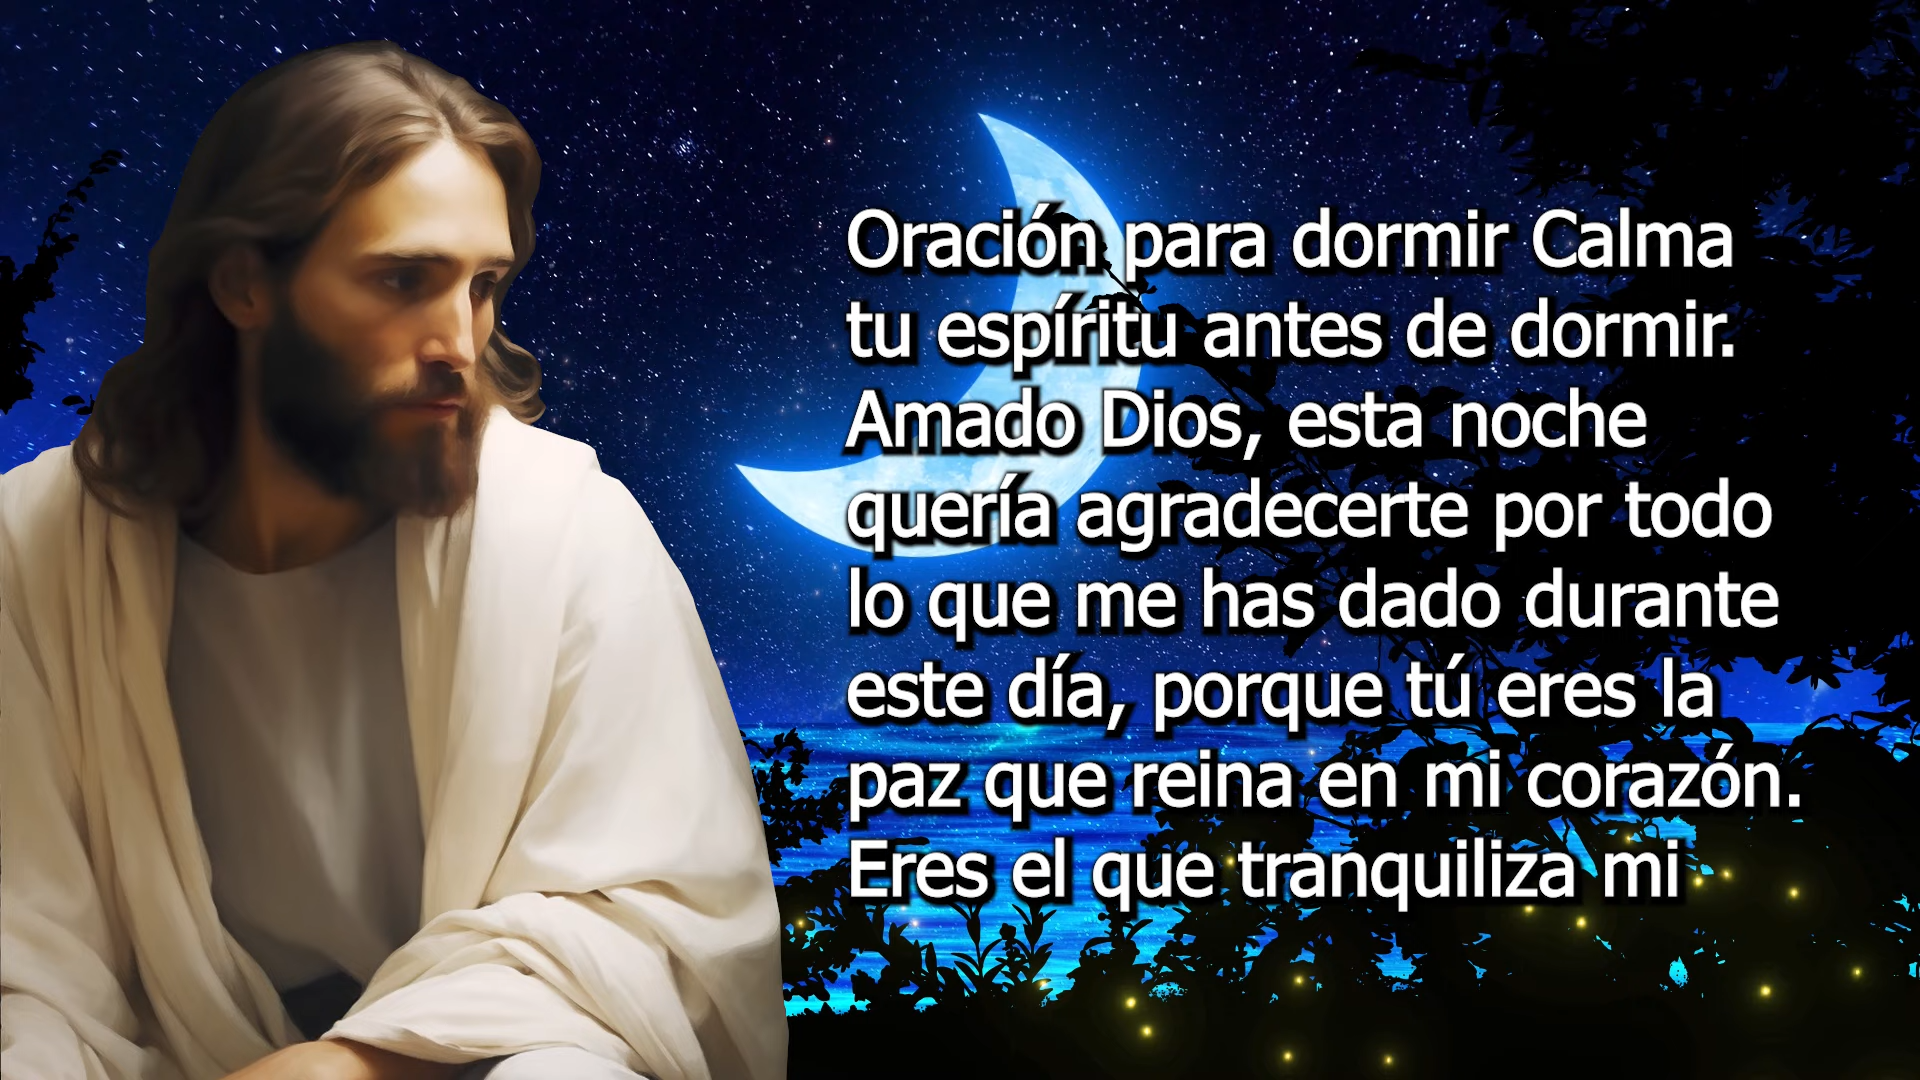 Oración para dormir Calma
tu espíritu antes de dormir.
Amado Dios, esta noche
quería agradecerte por todo
lo que me has dado durante
este día, porque tú eres la
paz que reina en mi corazón.
Eres el que tranquiliza mi